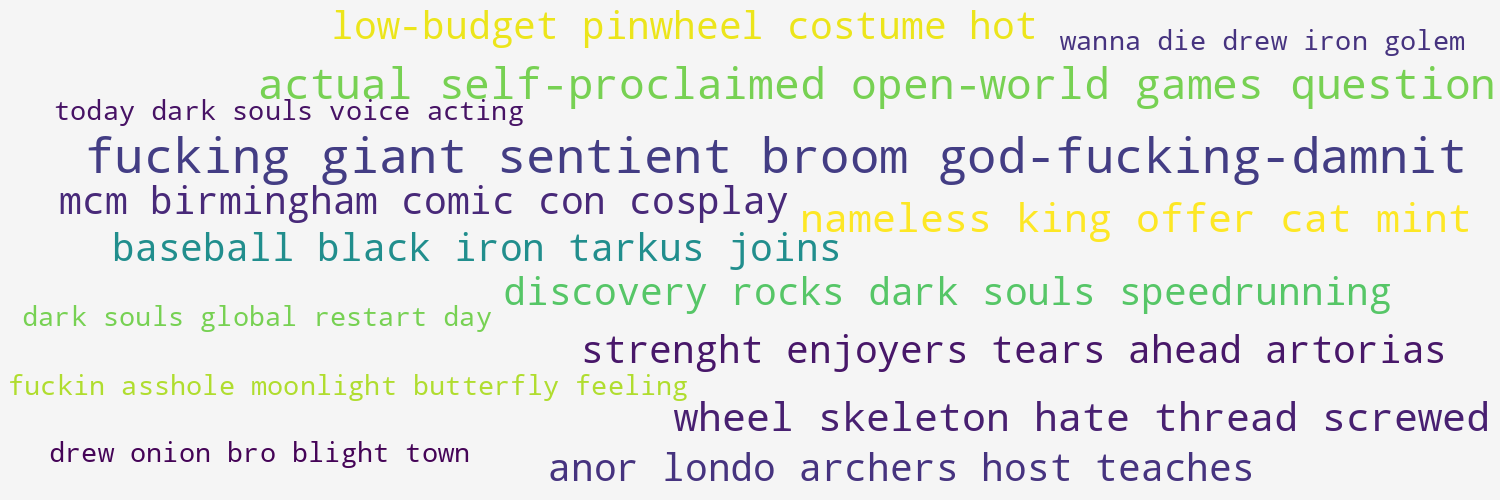 low-budget pinwheel costume hot
wanna die drew iron golem
actual self-proclaimed open-world games question
today dark souls voice acting
fucking giant sentient broom god-fucking-damnit
mcm birmingham comic con cosplay
nameless king offer cat mint
baseball black iron tarkus joins
discovery rocks dark souls speedrunning
dark souls global restart day
strenght enjoyers tears ahead artorias
fuckin asshole moonlight butterfly feeling
wheel skeleton hate thread screwed
drew onion bro blight town
anor londo archers host teaches